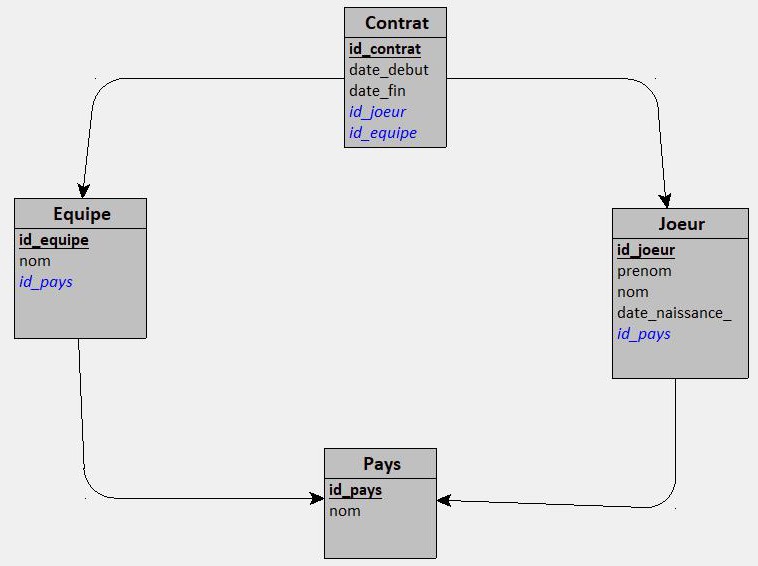 Contrat
id_contrat
date_debut
date_fin
id_joeur
id_equipe
Equipe
id_equipe
nom
id_pays
Joeur
id_joeur
prenom
nom
date_naissance_
id_pays
Pays
id_pays
nom